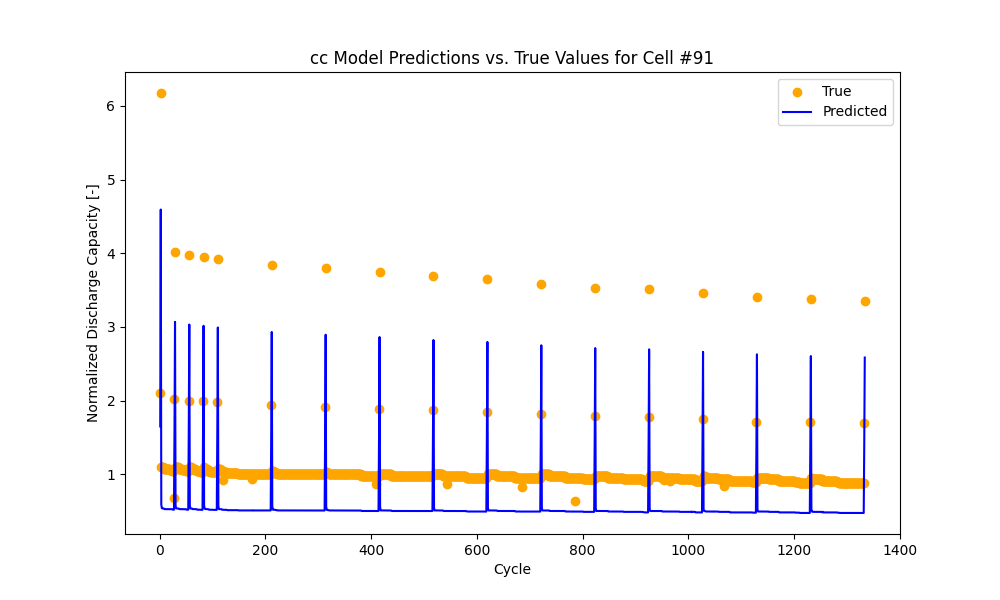 cc Model Predictions vs. True Values for Cell #91
True
Predicted
Normalized Discharge Capacity [-]
6
5
4
3
2
1
0 200 400 600 800 1000 1200 1400
Cycle